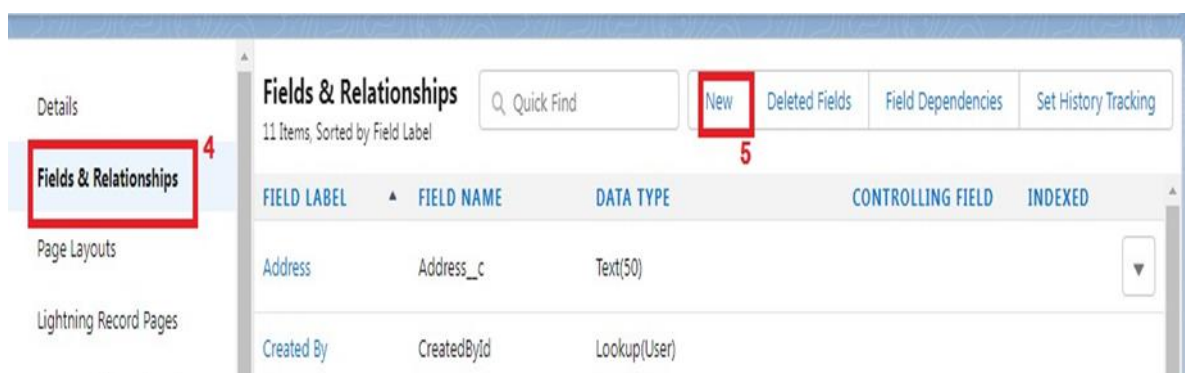 Details
4
Fields & Relationships
Page Layouts
Lightning Record Pages
Fields & Relationships
11 Items, Sorted by Field Label
Quick Find
New
Deleted Fields
Field Dependencies
Set History Tracking
5
FIELD LABEL FIELD NAME DATA TYPE CONTROLLING FIELD INDEXED
Address Address__c Text(50)
Created By CreatedById Lookup(User)